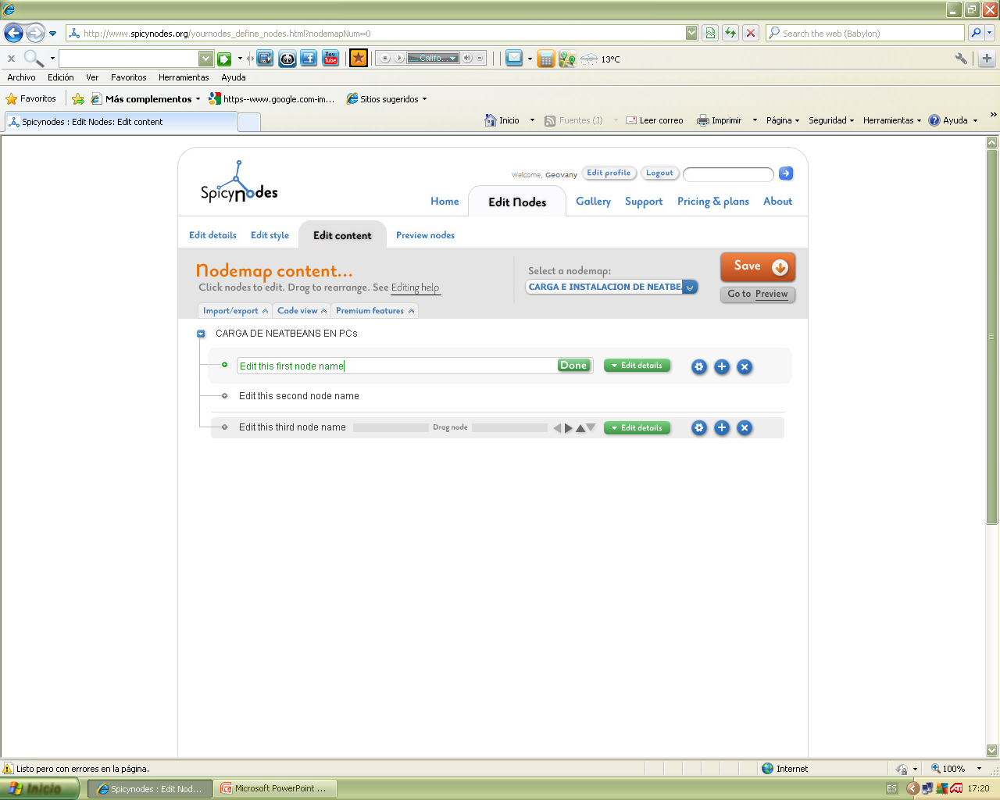 http://www.spicynodes.org/yournodes_define_nodes.html?nodemapNum=0
Search the web (Babylon)
You Tube
Califo...
13°C
Archivo Edición Ver Favoritos Herramientas Ayuda
Favoritos Más complementos https--www.google.com-im... Sitios sugeridos
Spicynodes : Edit Nodes: Edit content
Inicio Fuentes (J) Leer correo Imprimir Página Seguridad Herramientas Ayuda
Spicynodes
Welcome, Geovany Edit profile Logout
Home Edit Nodes Gallery Support Pricing & plans About
Edit details Edit style Edit content Preview nodes
Nodemap content...
Click nodes to edit. Drag to rearrange. See Editing help
Select a nodemap:
CARGA E INSTALACION DE NEATBE
Save
Go to Preview
Import/export Code view Premium features
CARGA DE NEATBEANS EN PCs
Edit this first node name Done Edit details
Edit this second node name
Edit this third node name Drag node Edit details
Listo pero con errores en la página. Internet 100%
Inicio Spicynodes : Edit Nod... Microsoft PowerPoint ... ES 17:20